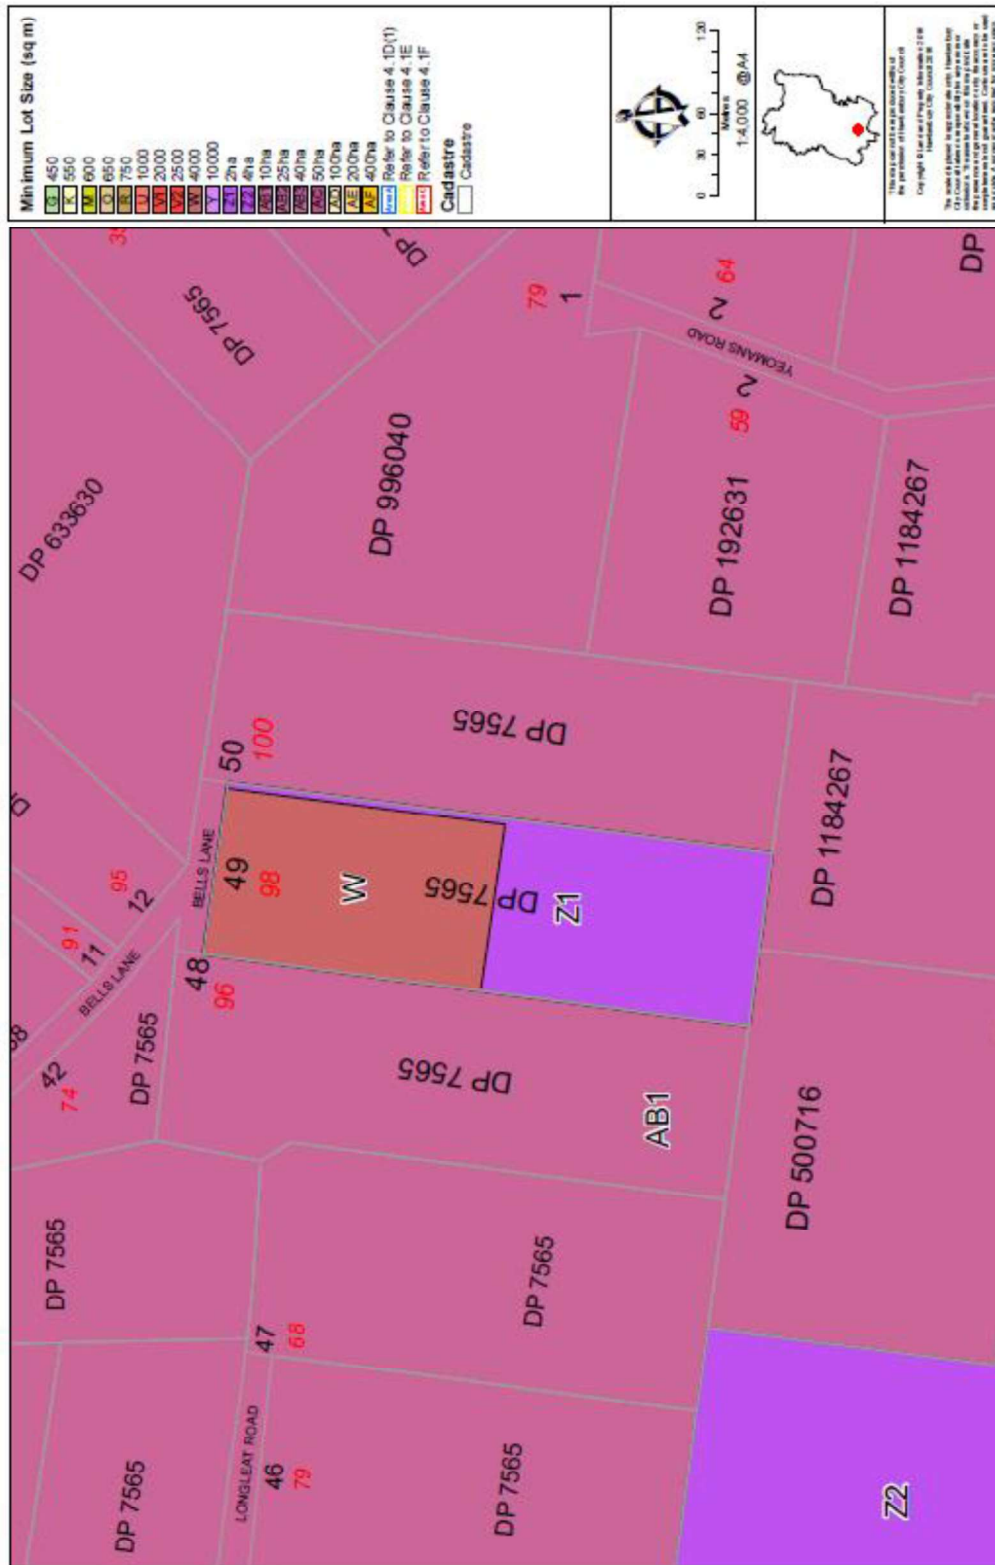 Minimum Lot Size (sq m)
G 450
K 550
M 600
O 650
R 750
U 1000
V1 2000
V2 2500
W 4000
Y 10000
Z1 2ha
Z2 4ha
AB1 10ha
AB2 25ha
AB3 40ha
AC 50ha
AD 100ha
AE 200ha
AF 400ha
Refer to Clause 4.1D(1)
Refer to Clause 4.1E
Refer to Clause 4.1F
Cadastre
Cadastre
0 30 60 120
Metres
1:4,000 @A4
DP 7565
DP 633630
DP 7565
79
1
64
2
YEOMANS ROAD
2
59
DP 996040
DP 192631
DP 1184267
DP
50
100
DP 7565
DP 1184267
BELLS LANE
49
98
W
DP 7565
DP 7565
Z1
95
12
91
11
BELLS LANE
48
96
42
74
DP 7565
DP 7565
AB1
DP 500716
DP 7565
DP 7565
47
68
LONGLEAT ROAD
46
79
DP 7565
DP 7565
Z2